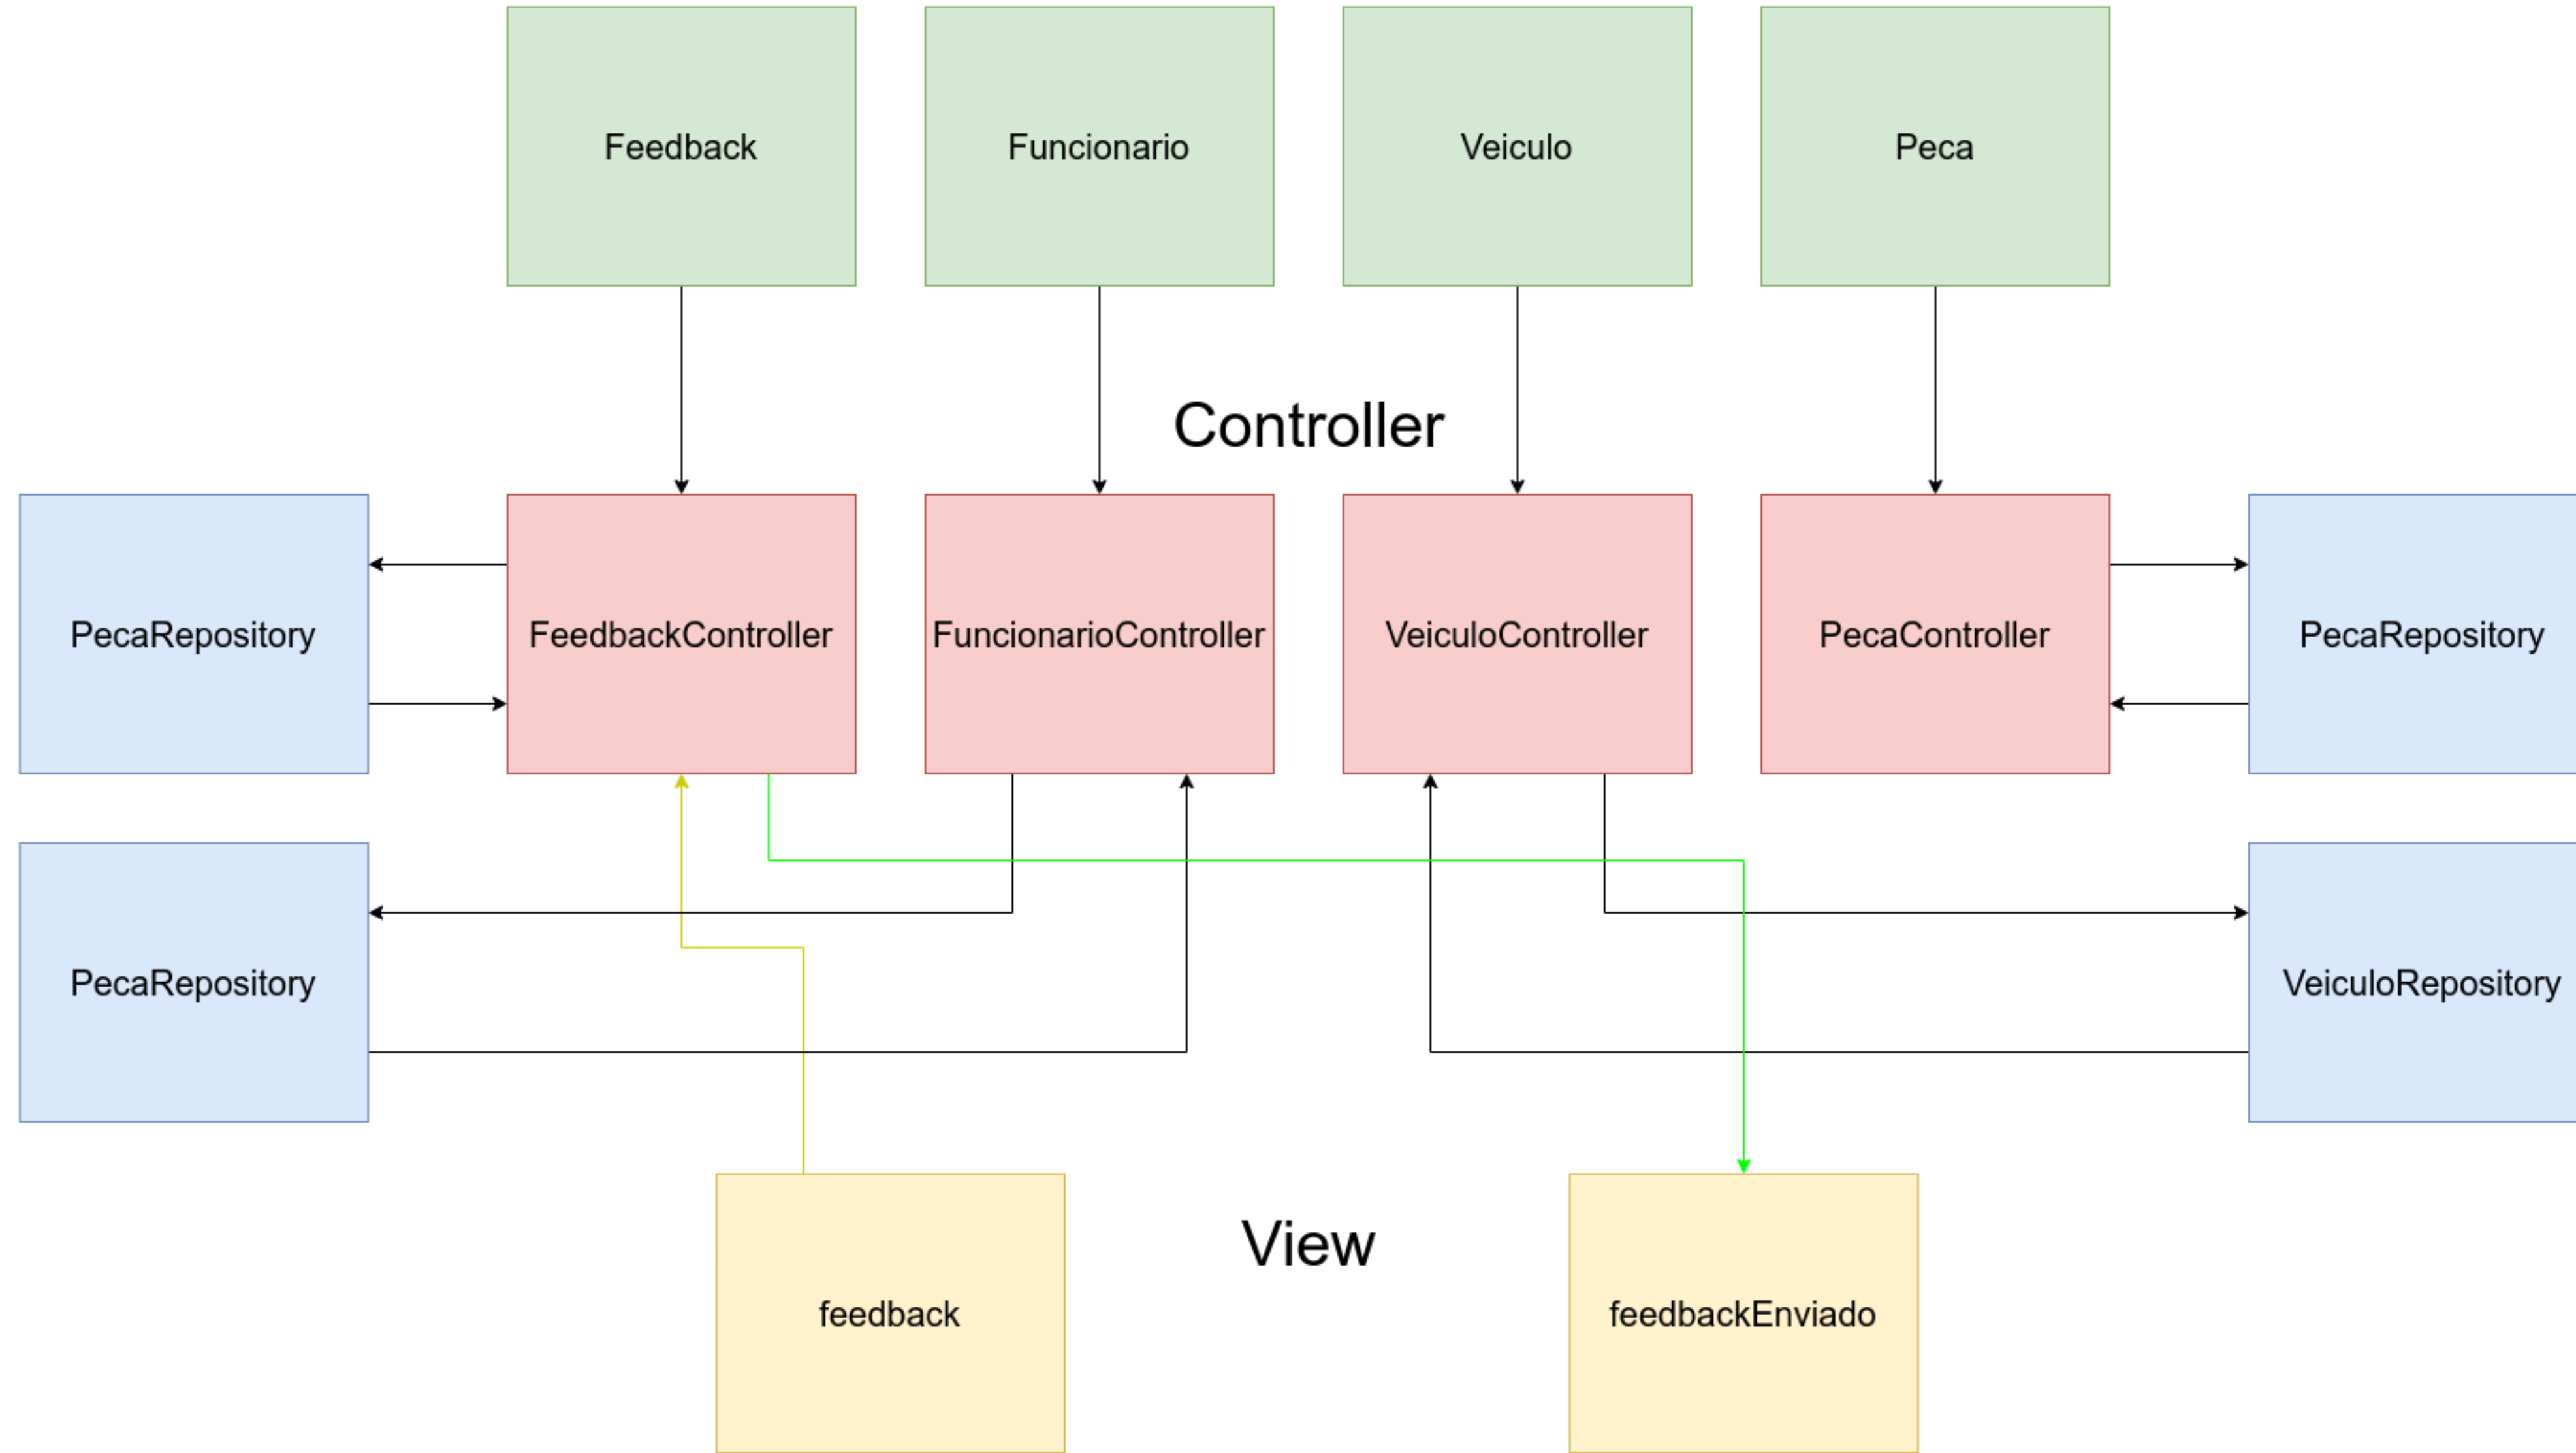 Feedback
Funcionario
Veiculo
Peca
Controller
PecaRepository
FeedbackController
FuncionarioController
VeiculoController
PecaController
PecaRepository
PecaRepository
VeiculoRepository
View
feedback
feedbackEnviado